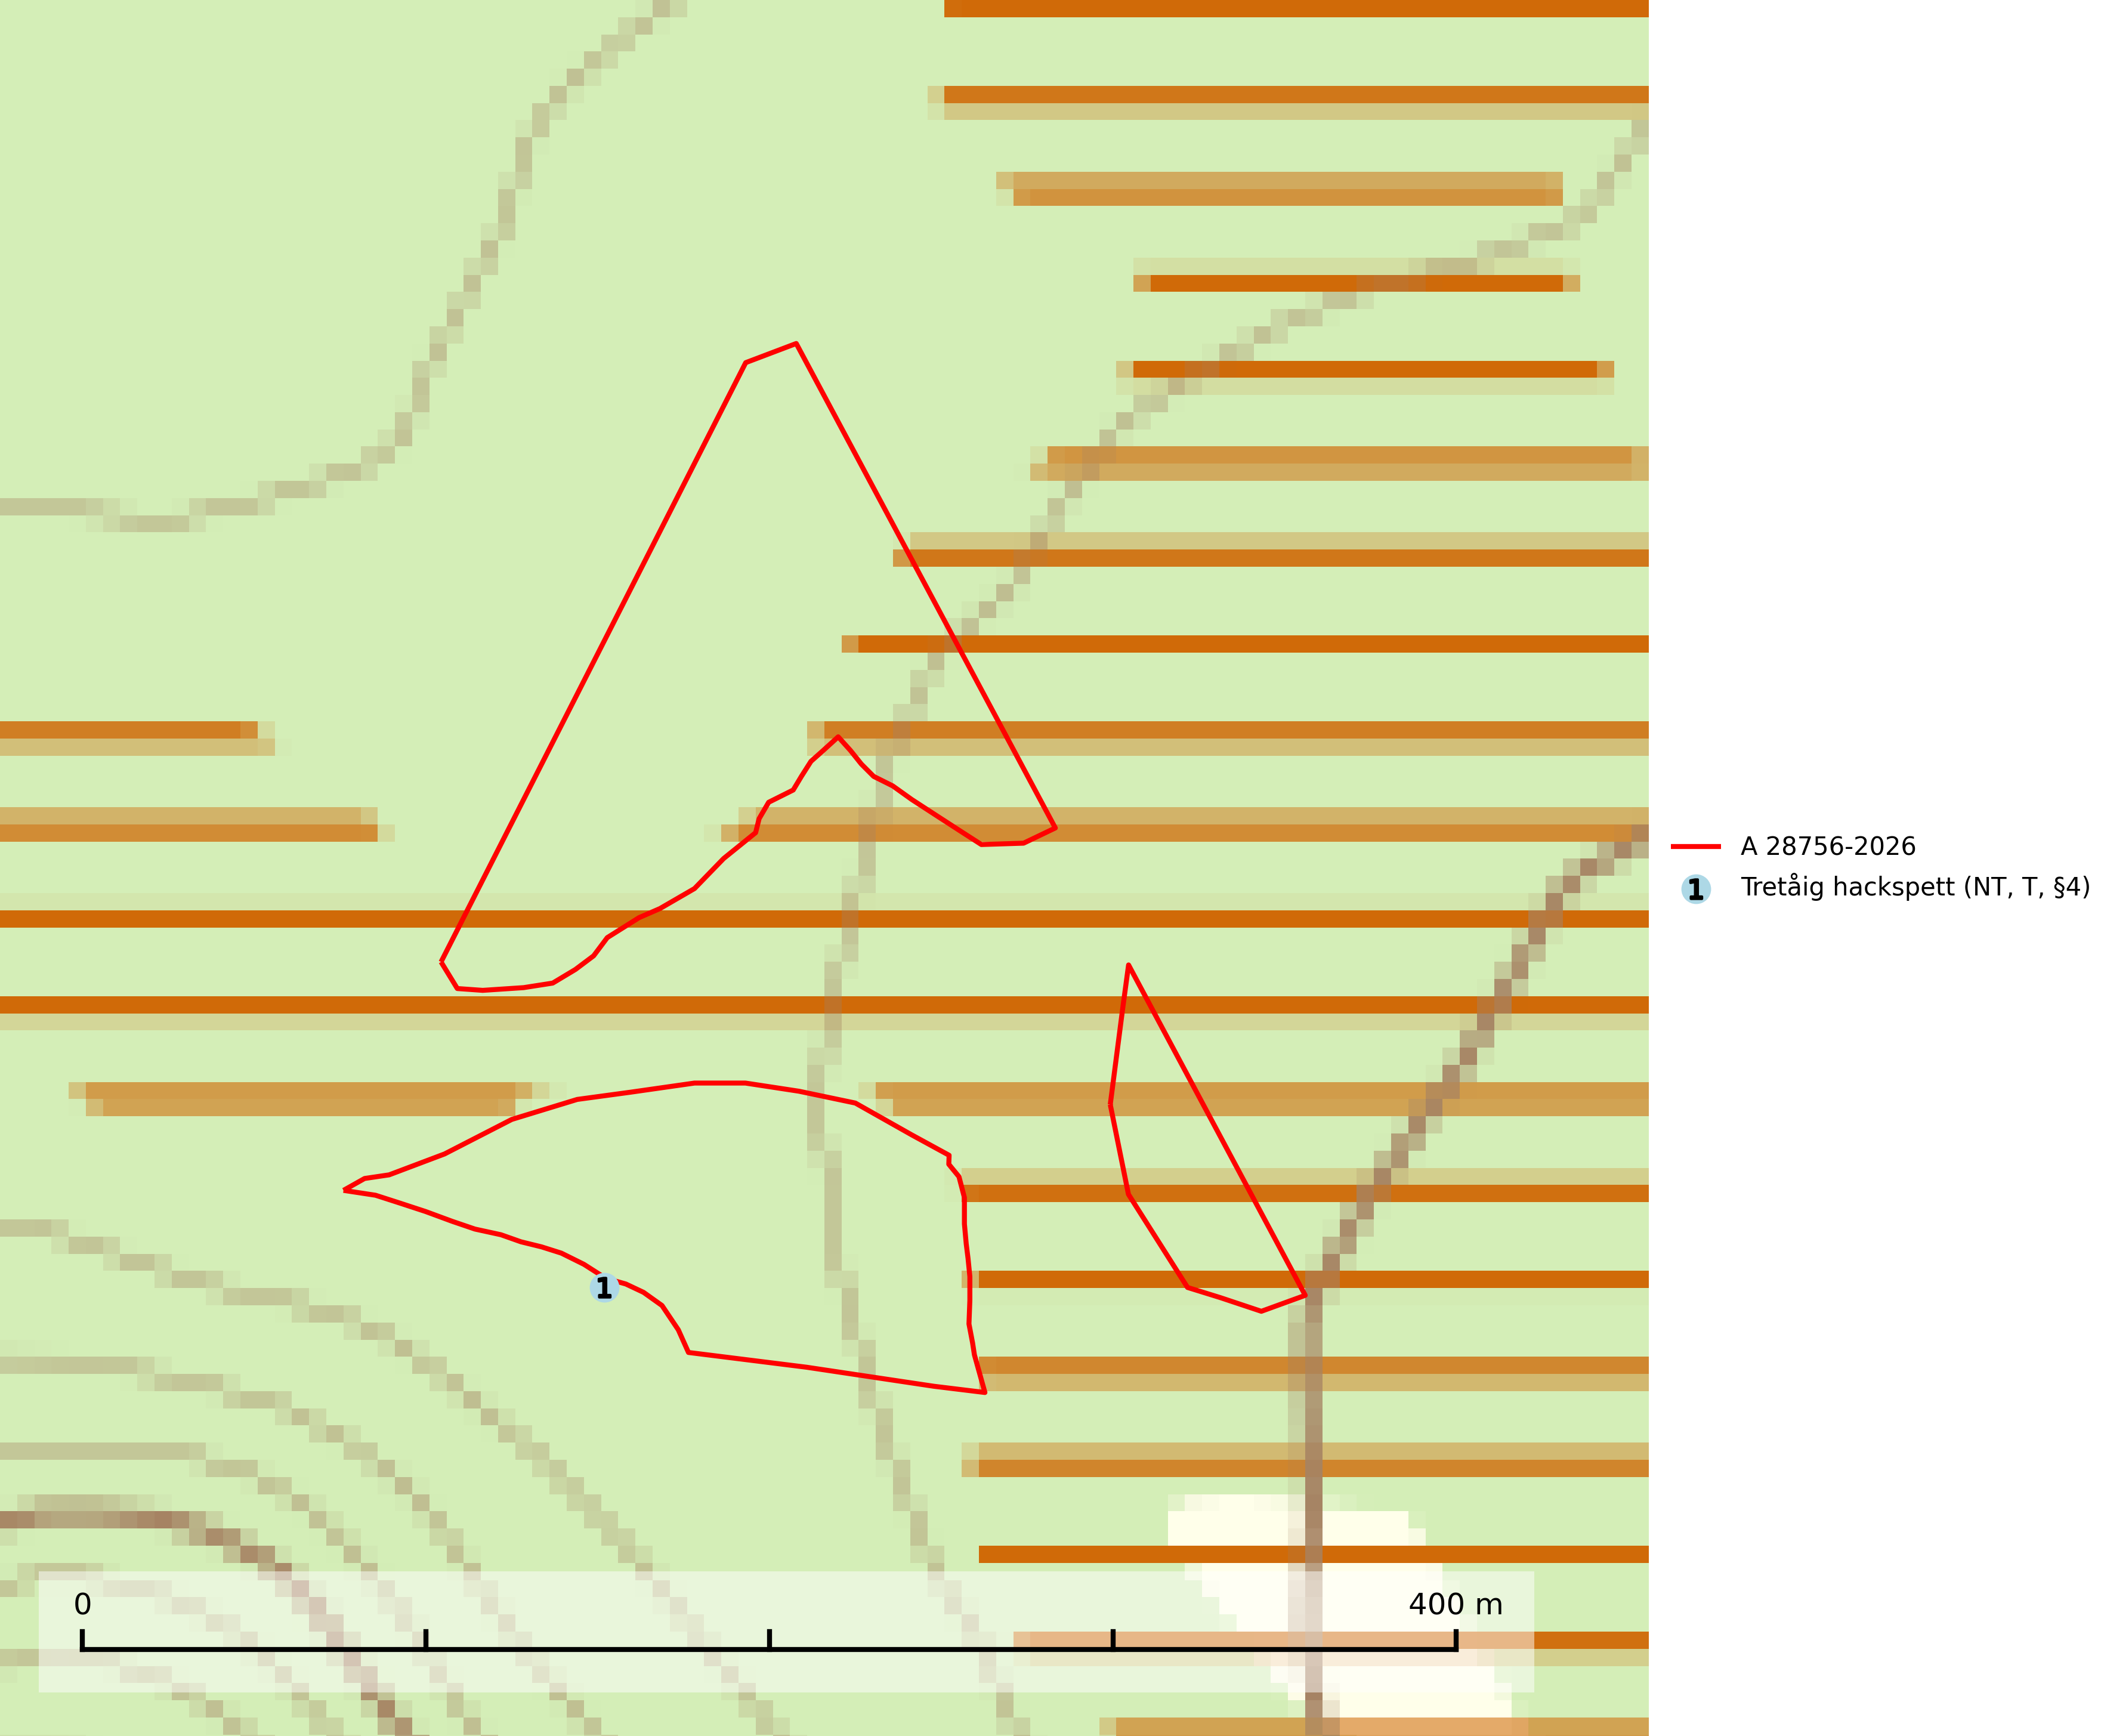 A 28756-2026
1 Tretåig hackspett (NT, T, §4)
1
0 400 m